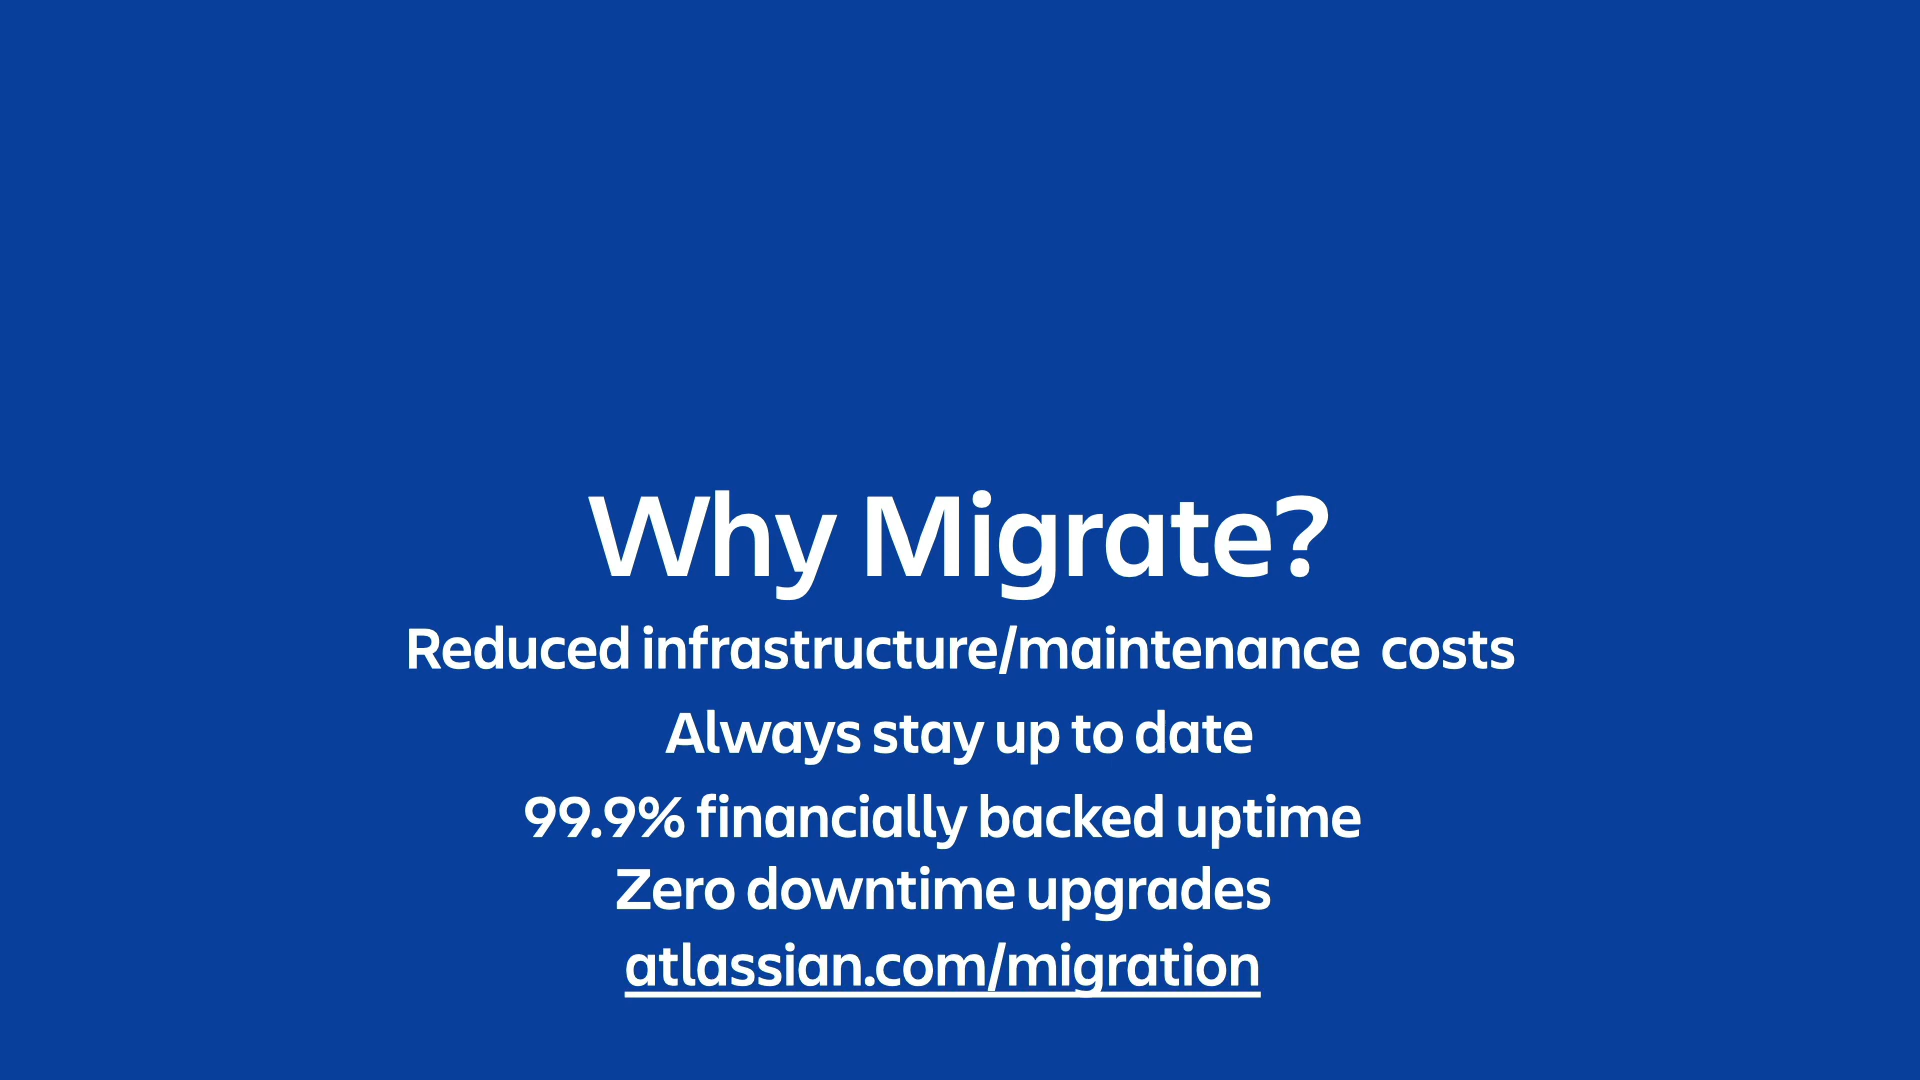 Why Migrate?
Reduced infrastructure/maintenance costs
Always stay up to date
99.9% financially backed uptime
Zero downtime upgrades
atlassian.com/migration